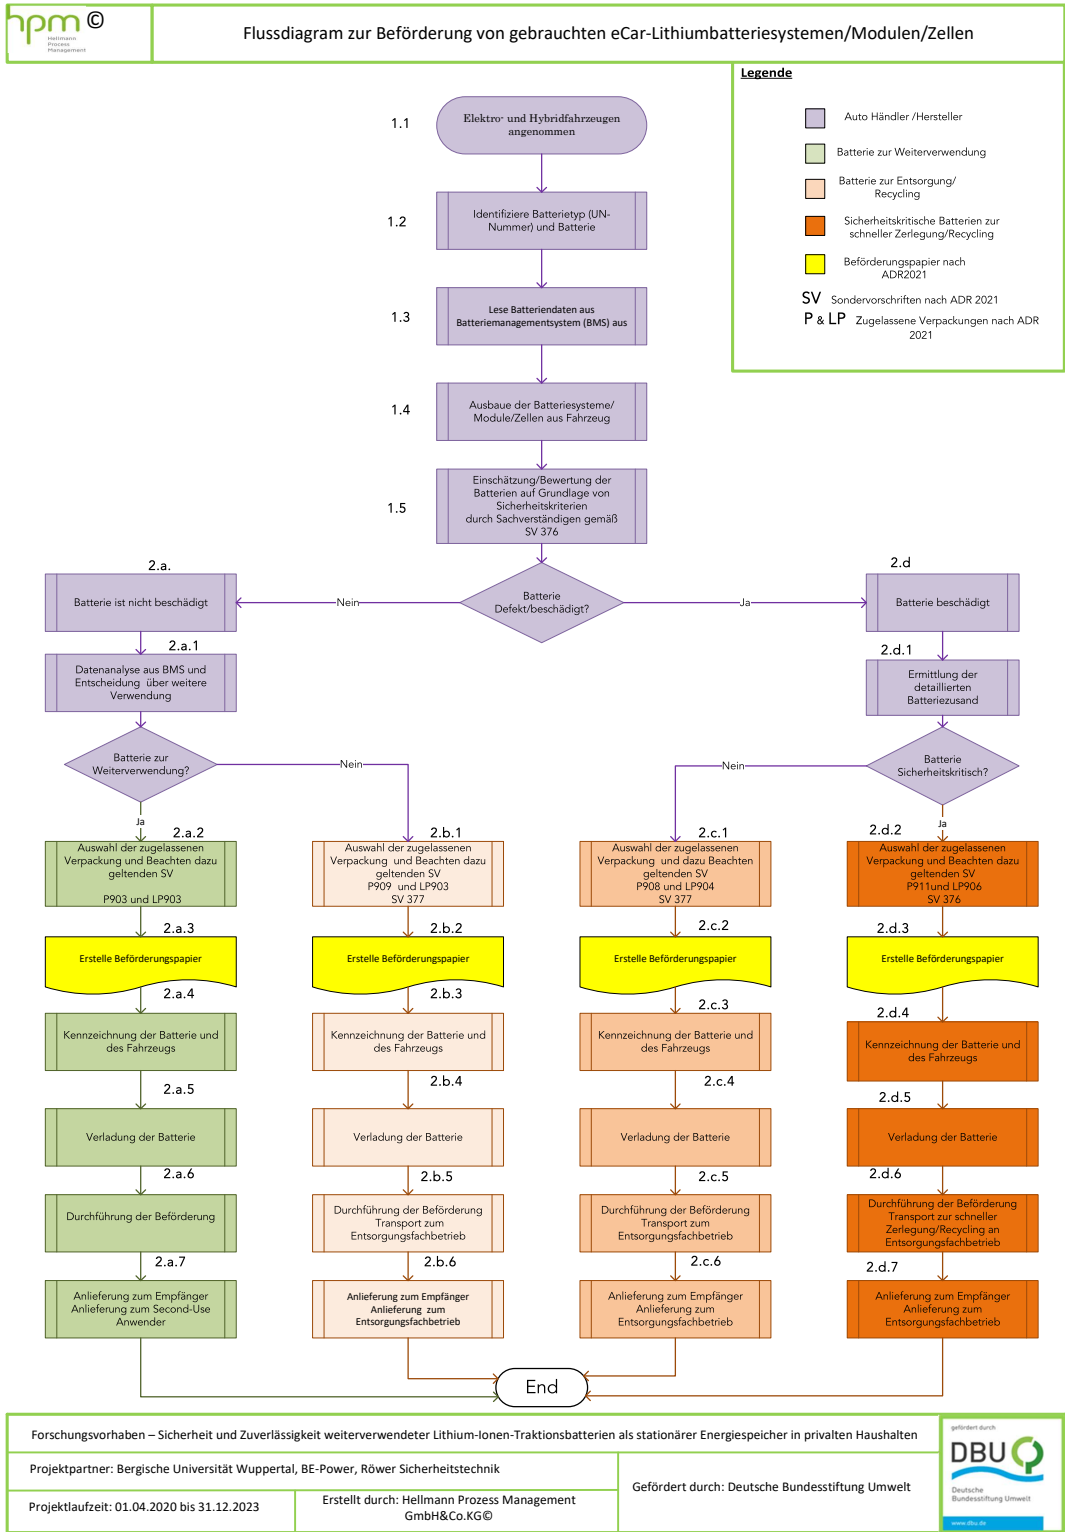 hpm ©
Hellmann
Process
Management
Flussdiagram zur Beförderung von gebrauchten eCar-Lithiumbatteriesystemen/Modulen/Zellen
Legende
Auto Händler /Hersteller
Batterie zur Weiterverwendung
Batterie zur Entsorgung/
Recycling
Sicherheitskritische Batterien zur
schneller Zerlegung/Recycling
Beförderungspapier nach
ADR2021
SV Sondervorschriften nach ADR 2021
P & LP Zugelassene Verpackungen nach ADR
2021
1.1
Elektro- und Hybridfahrzeugen
angenommen
1.2
Identifiziere Batterietyp (UN-
Nummer) und Batterie
1.3
Lese Batteriendaten aus
Batteriemanagementsystem (BMS) aus
1.4
Ausbaue der Batteriesysteme/
Module/Zellen aus Fahrzeug
1.5
Einschätzung/Bewertung der
Batterien auf Grundlage von
Sicherheitskriterien
durch Sachverständigen gemäß
SV 376
Batterie
Defekt/beschädigt?
Nein
Ja
2.a.
Batterie ist nicht beschädigt
2.a.1
Datenanalyse aus BMS und
Entscheidung über weitere
Verwendung
Batterie zur
Weiterverwendung?
Nein
Ja
2.d
Batterie beschädigt
2.d.1
Ermittlung der
detaillierten
Batteriezusand
Batterie
Sicherheitskritisch?
Nein
Ja
2.a.2
Auswahl der zugelassenen
Verpackung und Beachten dazu
geltenden SV
P903 und LP903
2.a.3
Erstelle Beförderungspapier
2.a.4
Kennzeichnung der Batterie und
des Fahrzeugs
2.a.5
Verladung der Batterie
2.a.6
Durchführung der Beförderung
2.a.7
Anlieferung zum Empfänger
Anlieferung zum Second-Use
Anwender
2.b.1
Auswahl der zugelassenen
Verpackung und Beachten dazu
geltenden SV
P909 und LP903
SV 377
2.b.2
Erstelle Beförderungspapier
2.b.3
Kennzeichnung der Batterie und
des Fahrzeugs
2.b.4
Verladung der Batterie
2.b.5
Durchführung der Beförderung
Transport zum
Entsorgungsfachbetrieb
2.b.6
Anlieferung zum Empfänger
Anlieferung zum
Entsorgungsfachbetrieb
2.c.1
Auswahl der zugelassenen
Verpackung und dazu Beachten
geltenden SV
P908 und LP904
SV 377
2.c.2
Erstelle Beförderungspapier
2.c.3
Kennzeichnung der Batterie und
des Fahrzeugs
2.c.4
Verladung der Batterie
2.c.5
Durchführung der Beförderung
Transport zum
Entsorgungsfachbetrieb
2.c.6
Anlieferung zum Empfänger
Anlieferung zum
Entsorgungsfachbetrieb
2.d.2
Auswahl der zugelassenen
Verpackung und Beachten dazu
geltenden SV
P911und LP906
SV 376
2.d.3
Erstelle Beförderungspapier
2.d.4
Kennzeichnung der Batterie und
des Fahrzeugs
2.d.5
Verladung der Batterie
2.d.6
Durchführung der Beförderung
Transport zur schneller
Zerlegung/Recycling an
Entsorgungsfachbetrieb
2.d.7
Anlieferung zum Empfänger
Anlieferung zum
Entsorgungsfachbetrieb
End
Forschungsvorhaben – Sicherheit und Zuverlässigkeit weiterverwendeter Lithium-Ionen-Traktionsbatterien als stationärer Energiespeicher in privalten Haushalten
Projektpartner: Bergische Universität Wuppertal, BE-Power, Röwer Sicherheitstechnik
Projektlaufzeit: 01.04.2020 bis 31.12.2023
Erstellt durch: Hellmann Prozess Management
GmbH&Co.KG©
Gefördert durch: Deutsche Bundesstiftung Umwelt
gefördert durch
DBU
Deutsche
Bundesstiftung Umwelt
www.dbu.de